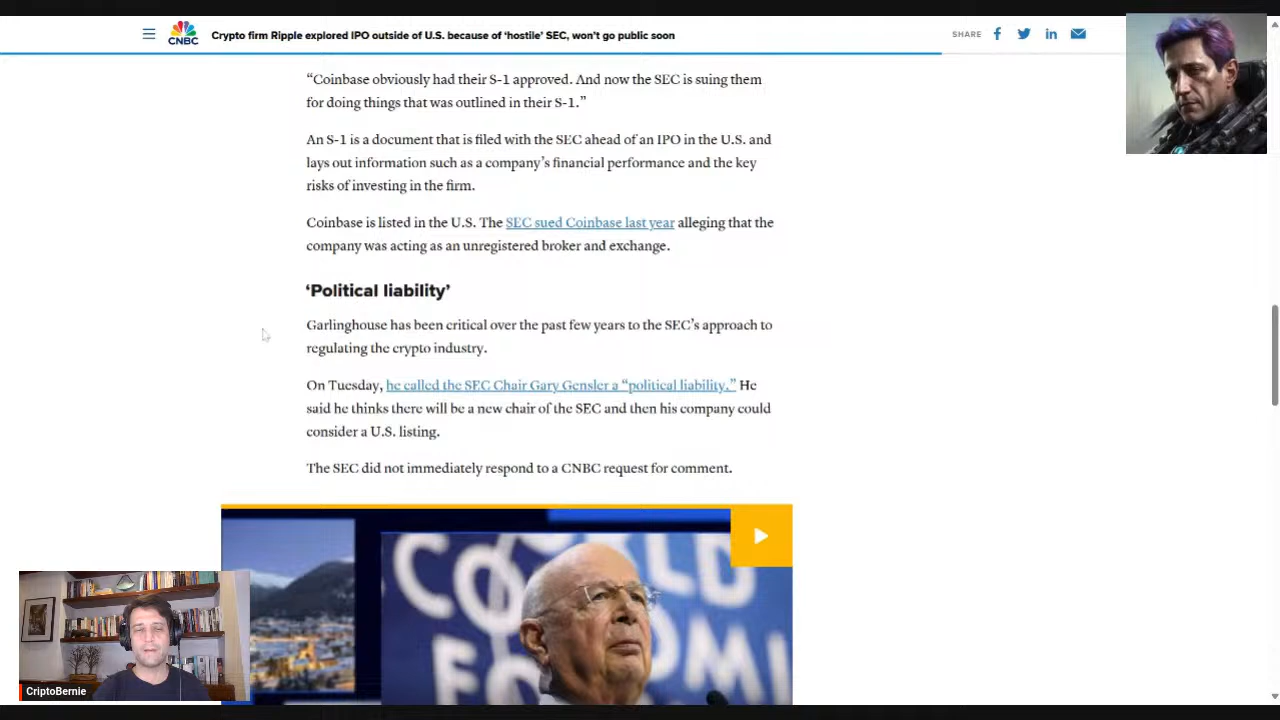 CNBC
Crypto firm Ripple explored IPO outside of U.S. because of ‘hostile’ SEC, won’t go public soon
SHARE
“Coinbase obviously had their S-1 approved. And now the SEC is suing them
for doing things that was outlined in their S-1.”
An S-1 is a document that is filed with the SEC ahead of an IPO in the U.S. and
lays out information such as a company’s financial performance and the key
risks of investing in the firm.
Coinbase is listed in the U.S. The SEC sued Coinbase last year alleging that the
company was acting as an unregistered broker and exchange.
‘Political liability’
Garlinghouse has been critical over the past few years to the SEC’s approach to
regulating the crypto industry.
On Tuesday, he called the SEC Chair Gary Gensler a “political liability.” He
said he thinks there will be a new chair of the SEC and then his company could
consider a U.S. listing.
The SEC did not immediately respond to a CNBC request for comment.
CriptoBernie